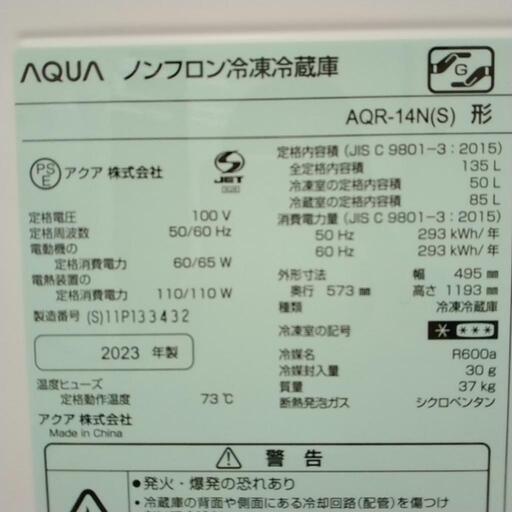 AQUA ノンフロン冷凍冷蔵庫
G
AQR-14N(S) 形
PS
E
アクア 株式会社
JET
定格電圧 100 V
定格周波数 50/60 Hz
電動機の
定格消費電力 60/65 W
電熱装置の
定格消費電力 110/110 W
製造番号 (S)11P133432
2023 年製
温度ヒューズ
定格動作温度 73℃
アクア 株式会社
Made in China
定格内容積 (JIS C 9801-3:2015)
全定格内容積 135 L
冷凍室の定格内容積 50 L
冷蔵室の定格内容積 85 L
消費電力量 (JIS C 9801-3:2015)
50 Hz 293 kWh/年
60 Hz 293 kWh/年
外形寸法 幅 495 mm
奥行 573 mm 高さ 1193 mm
種類 冷凍冷蔵庫
冷凍室の記号
冷媒名 R600a
冷媒封入量 30 g
質量 37 kg
断熱発泡ガス シクロペンタン
警告
●発火・爆発の恐れあり
・冷蔵庫の背面や側面にある冷却回路(配管)を傷つけ